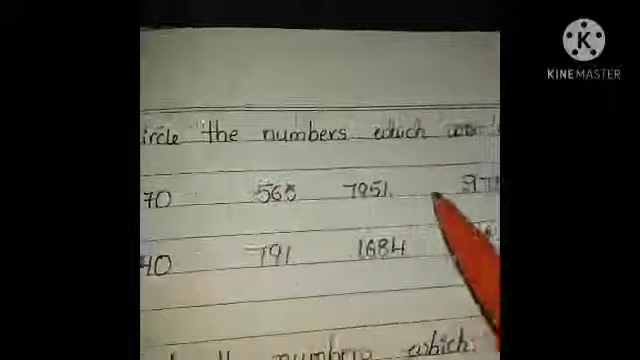 K
KINEMASTER
ircle the numbers which
70 565 7951
40 791 1684
numbers which